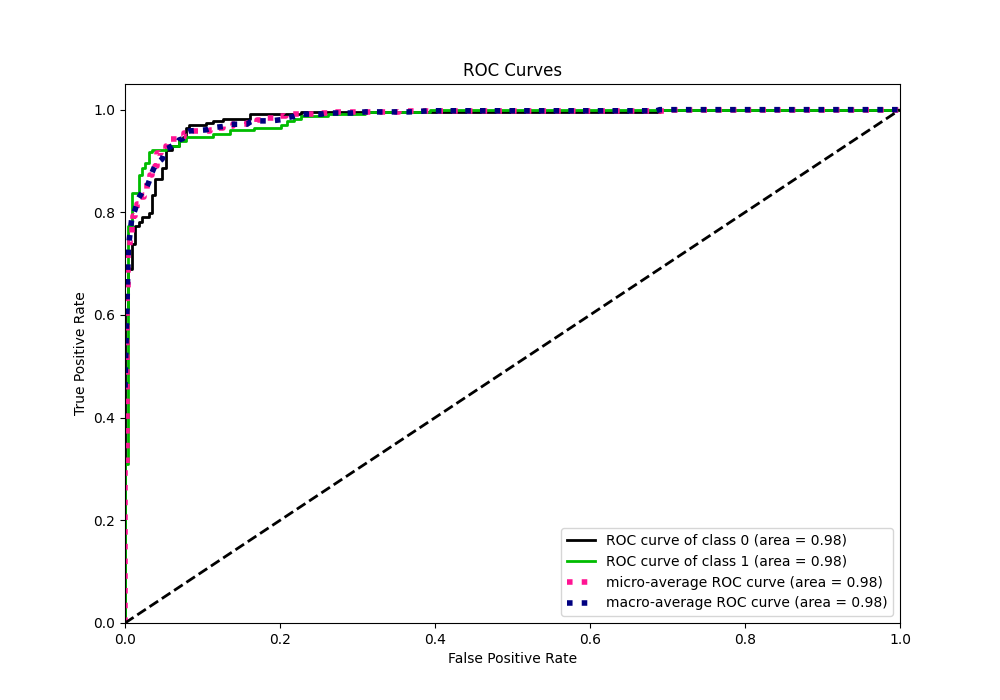 ROC Curves
1.0
0.8
0.6
0.4
0.2
0.0
True Positive Rate
ROC curve of class 0 (area = 0.98)
ROC curve of class 1 (area = 0.98)
micro-average ROC curve (area = 0.98)
macro-average ROC curve (area = 0.98)
0.0 0.2 0.4 0.6 0.8 1.0
False Positive Rate